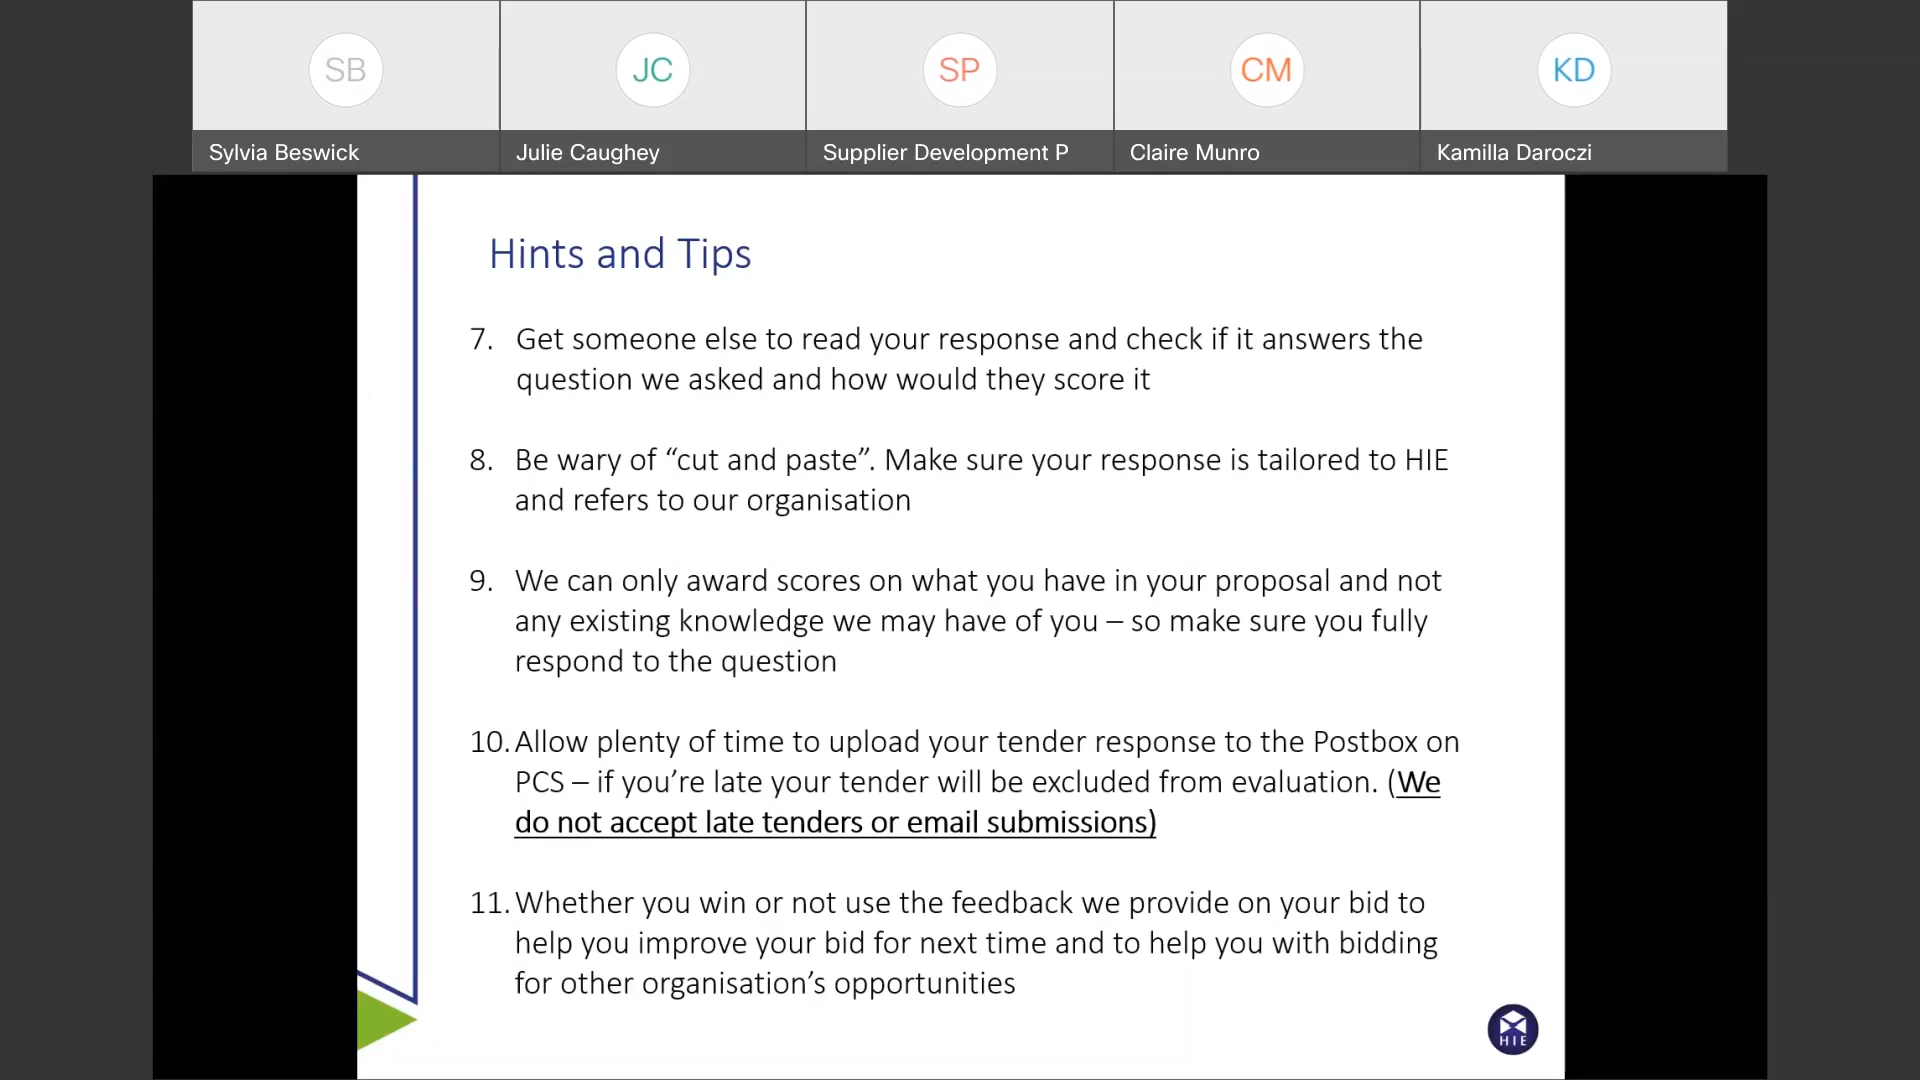 SB
JC
SP
CM
KD
Sylvia Beswick
Julie Caughey
Supplier Development P
Claire Munro
Kamilla Daroczi
Hints and Tips
7. Get someone else to read your response and check if it answers the
question we asked and how would they score it
8. Be wary of “cut and paste”. Make sure your response is tailored to HIE
and refers to our organisation
9. We can only award scores on what you have in your proposal and not
any existing knowledge we may have of you – so make sure you fully
respond to the question
10. Allow plenty of time to upload your tender response to the Postbox on
PCS – if you’re late your tender will be excluded from evaluation. (We
do not accept late tenders or email submissions)
11. Whether you win or not use the feedback we provide on your bid to
help you improve your bid for next time and to help you with bidding
for other organisation’s opportunities
HIE